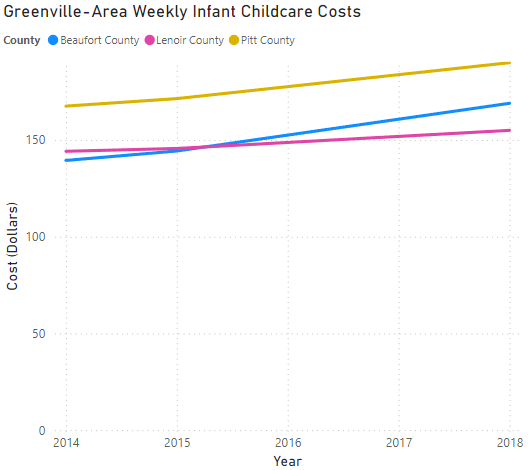 Greenville-Area Weekly Infant Childcare Costs
County Beaufort County Lenoir County Pitt County
150
100
50
0
Cost (Dollars)
2014 2015 2016 2017 2018
Year